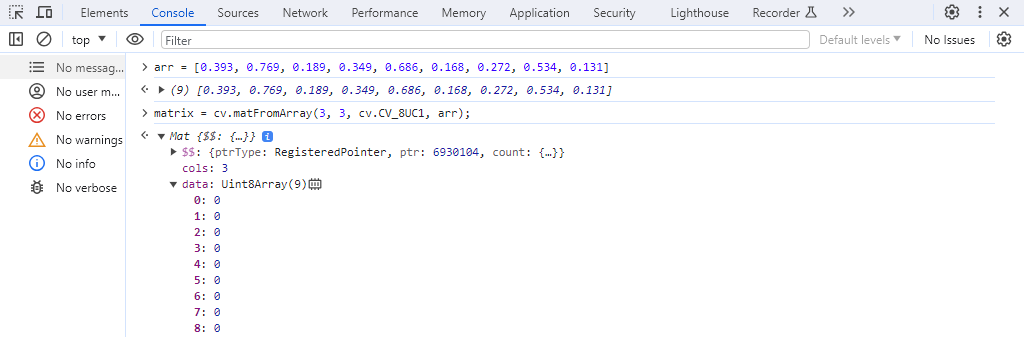 Elements Console Sources Network Performance Memory Application Security Lighthouse Recorder
top Filter Default levels No Issues
No messag...
No user m...
No errors
No warnings
No info
No verbose
arr = [0.393, 0.769, 0.189, 0.349, 0.686, 0.168, 0.272, 0.534, 0.131]
(9) [0.393, 0.769, 0.189, 0.349, 0.686, 0.168, 0.272, 0.534, 0.131]
matrix = cv.matFromArray(3, 3, cv.CV_8UC1, arr);
Mat {$$: {…}} i
$$: {ptrType: RegisteredPointer, ptr: 6930104, count: {…}}
cols: 3
data: Uint8Array(9)
0: 0
1: 0
2: 0
3: 0
4: 0
5: 0
6: 0
7: 0
8: 0